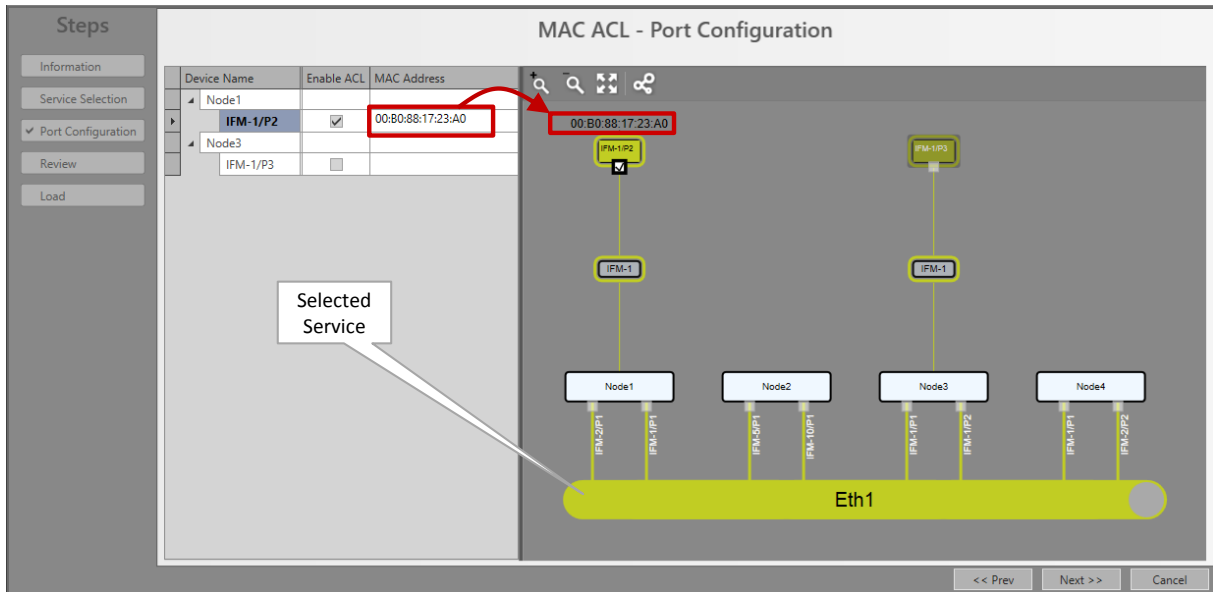 Steps
Information
Service Selection
Port Configuration
Review
Load
MAC ACL - Port Configuration
Device Name Enable ACL MAC Address
Node1
IFM-1/P2 00:B0:88:17:23:A0
Node3
IFM-1/P3
00:B0:88:17:23:A0
IFM-1/P2 IFM-1/P3
IFM-1 IFM-1
Selected
Service
Node1 Node2 Node3 Node4
IFM-2/P1 IFM-1/P1 IFM-5/P1 IFM-10/P1 IFM-1/P1 IFM-1/P2 IFM-1/P1 IFM-2/P2
Eth1
<< Prev Next >> Cancel